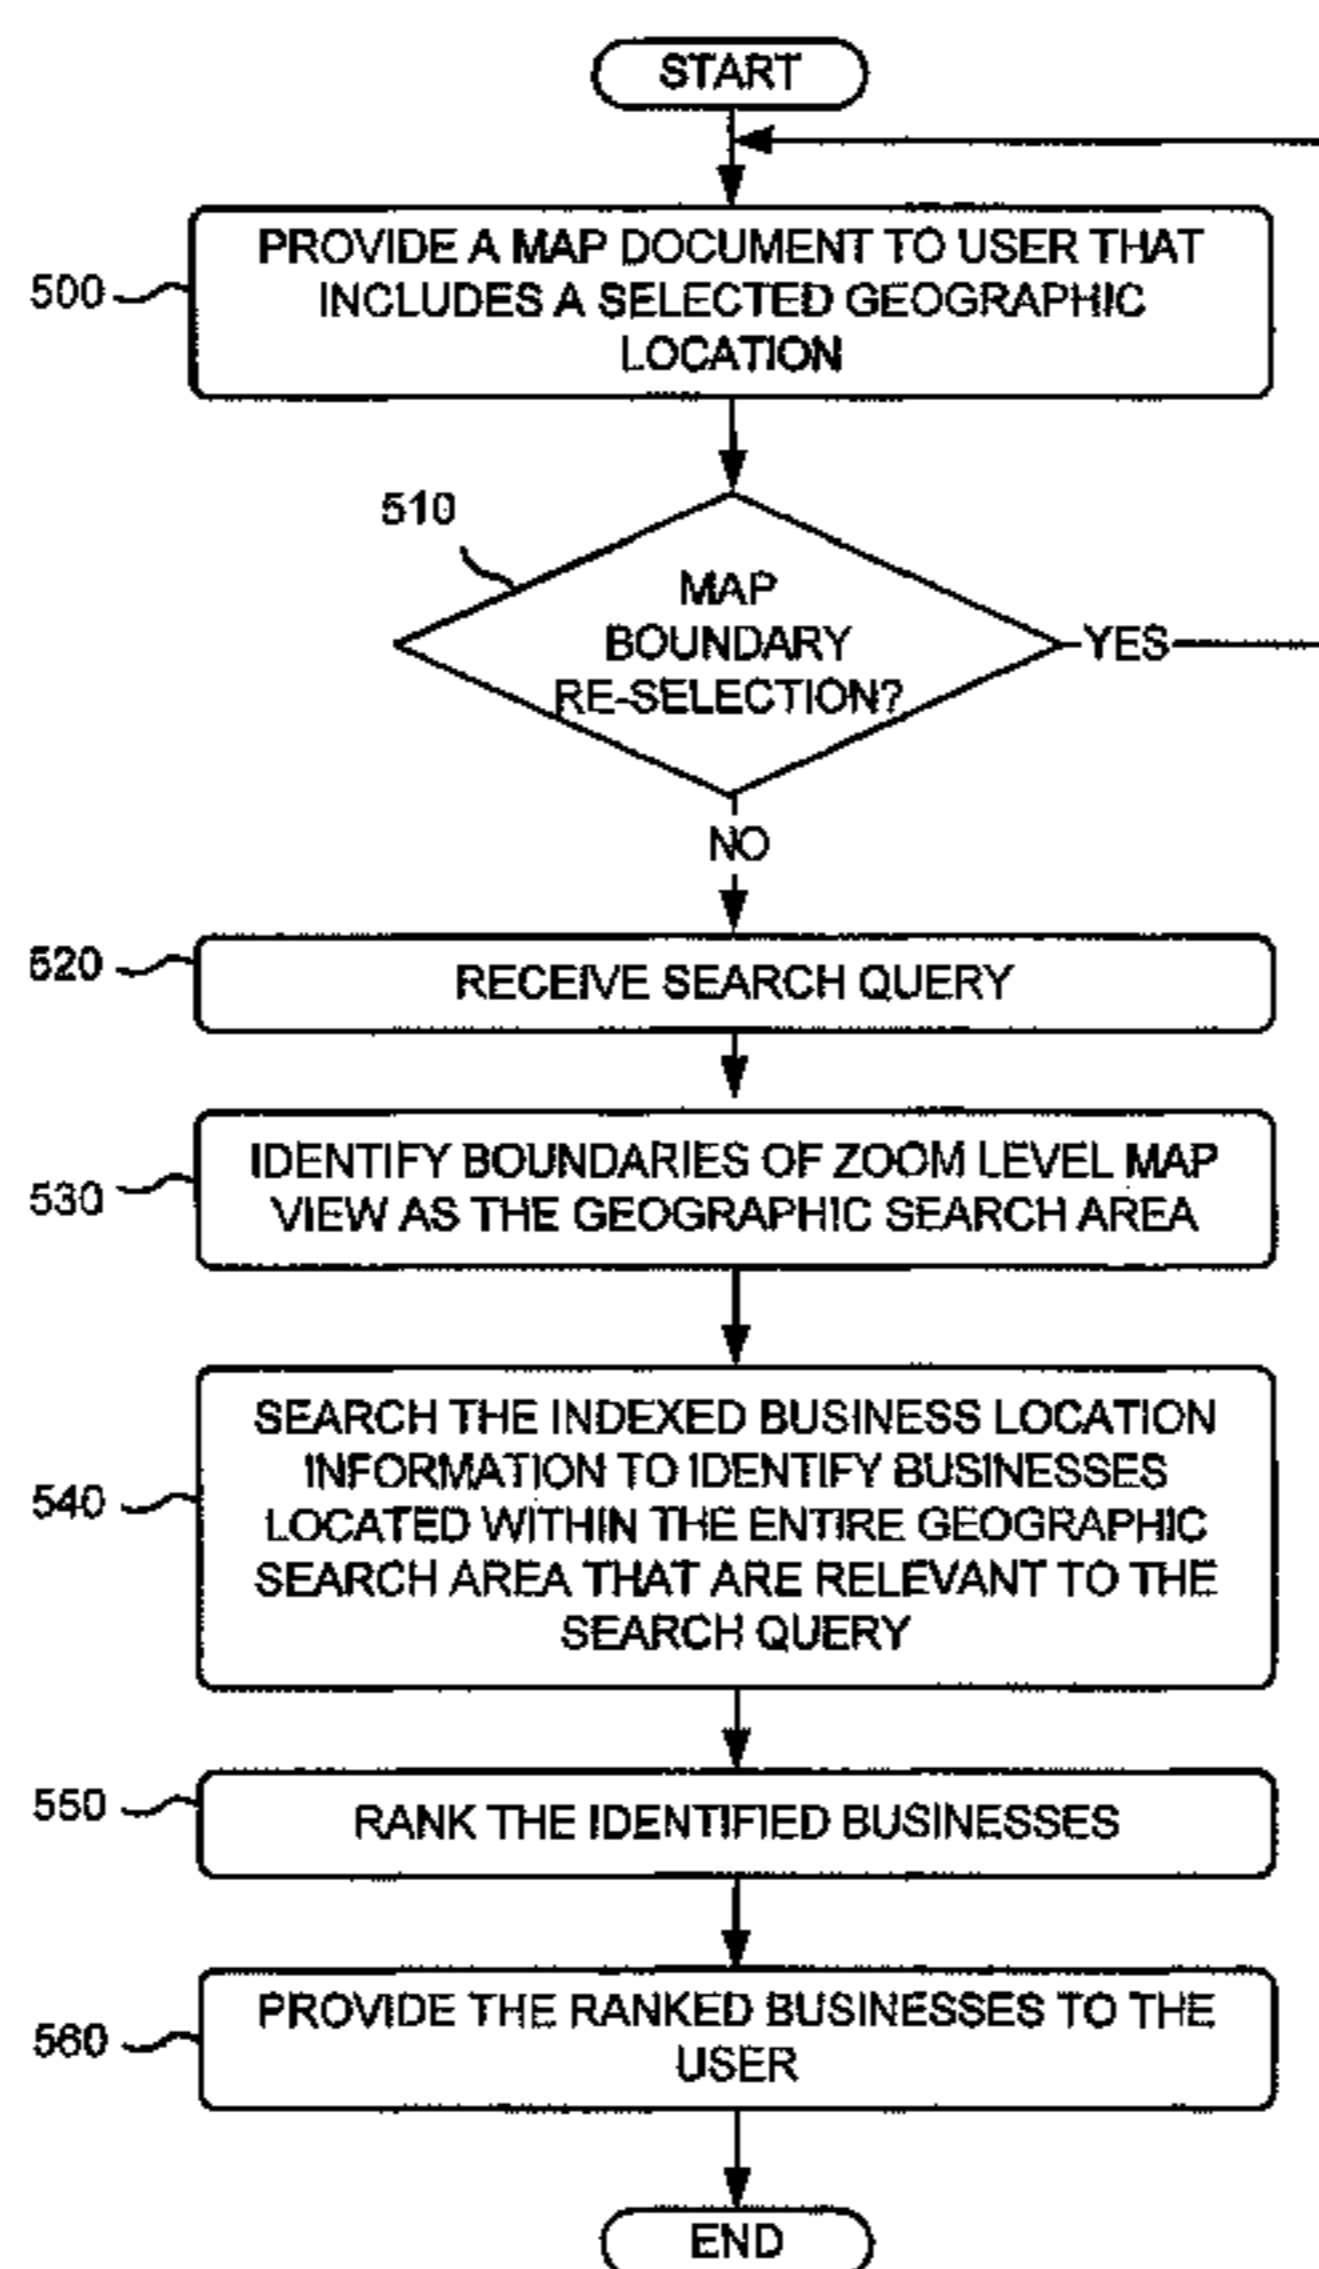 START
500
PROVIDE A MAP DOCUMENT TO USER THAT
INCLUDES A SELECTED GEOGRAPHIC
LOCATION
510
MAP
BOUNDARY
RE-SELECTION?
YES
NO
520
RECEIVE SEARCH QUERY
530
IDENTIFY BOUNDARIES OF ZOOM LEVEL MAP
VIEW AS THE GEOGRAPHIC SEARCH AREA
540
SEARCH THE INDEXED BUSINESS LOCATION
INFORMATION TO IDENTIFY BUSINESSES
LOCATED WITHIN THE ENTIRE GEOGRAPHIC
SEARCH AREA THAT ARE RELEVANT TO THE
SEARCH QUERY
550
RANK THE IDENTIFIED BUSINESSES
560
PROVIDE THE RANKED BUSINESSES TO THE
USER
END